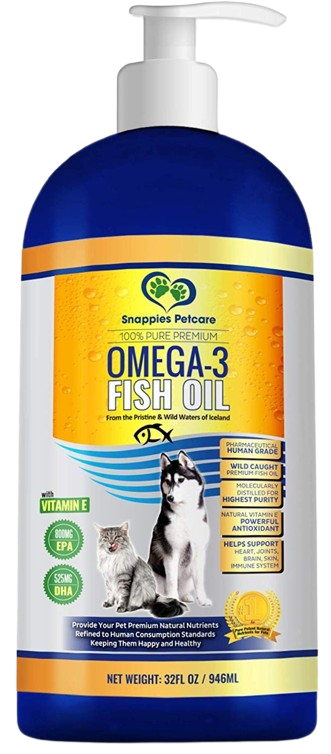 Snappies Petcare
100% PURE PREMIUM
OMEGA-3
FISH OIL
From the Pristine & Wild Waters of Iceland
PHARMACEUTICAL
HUMAN GRADE
WILD CAUGHT
PREMIUM FISH OIL
MOLECULARLY
DISTILLED FOR
HIGHEST PURITY
NATURAL VITAMIN E
POWERFUL
ANTIOXIDANT
HELPS SUPPORT
HEART, JOINTS,
BRAIN, SKIN,
IMMUNE SYSTEM
with
VITAMIN E
800MG
EPA
525MG
DHA
Provide Your Pet Premium Natural Nutrients
Refined to Human Consumption Standards
Keeping Them Happy and Healthy
NET WEIGHT: 32FL OZ / 946ML